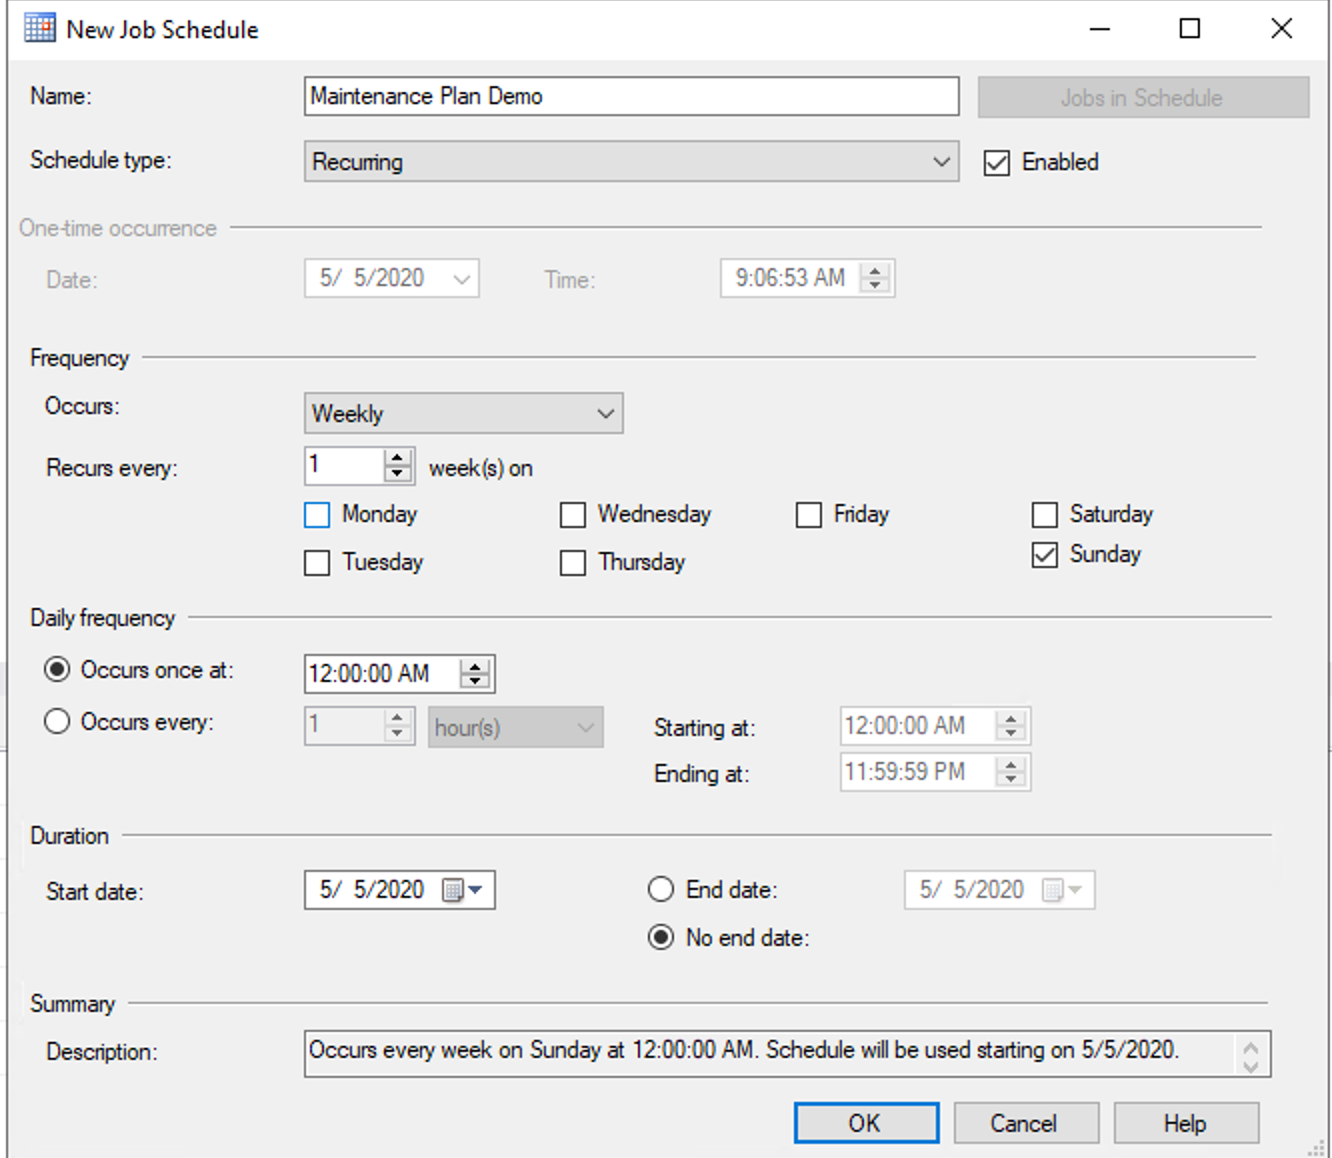 New Job Schedule
Name: Maintenance Plan Demo Jobs in Schedule
Schedule type: Recurring Enabled
One-time occurrence
Date: 5/ 5/2020 Time: 9:06:53 AM
Frequency
Occurs: Weekly
Recurs every: 1 week(s) on
Monday Wednesday Friday Saturday
Tuesday Thursday Sunday
Daily frequency
Occurs once at: 12:00:00 AM
Occurs every: 1 hour(s) Starting at: 12:00:00 AM
Ending at: 11:59:59 PM
Duration
Start date: 5/ 5/2020 End date: 5/ 5/2020
No end date:
Summary
Description: Occurs every week on Sunday at 12:00:00 AM. Schedule will be used starting on 5/5/2020.
OK Cancel Help